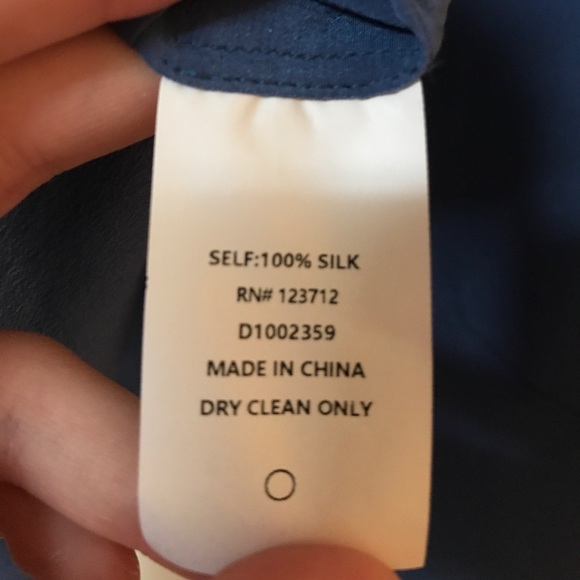 SELF:100% SILK
RN# 123712
D1002359
MADE IN CHINA
DRY CLEAN ONLY